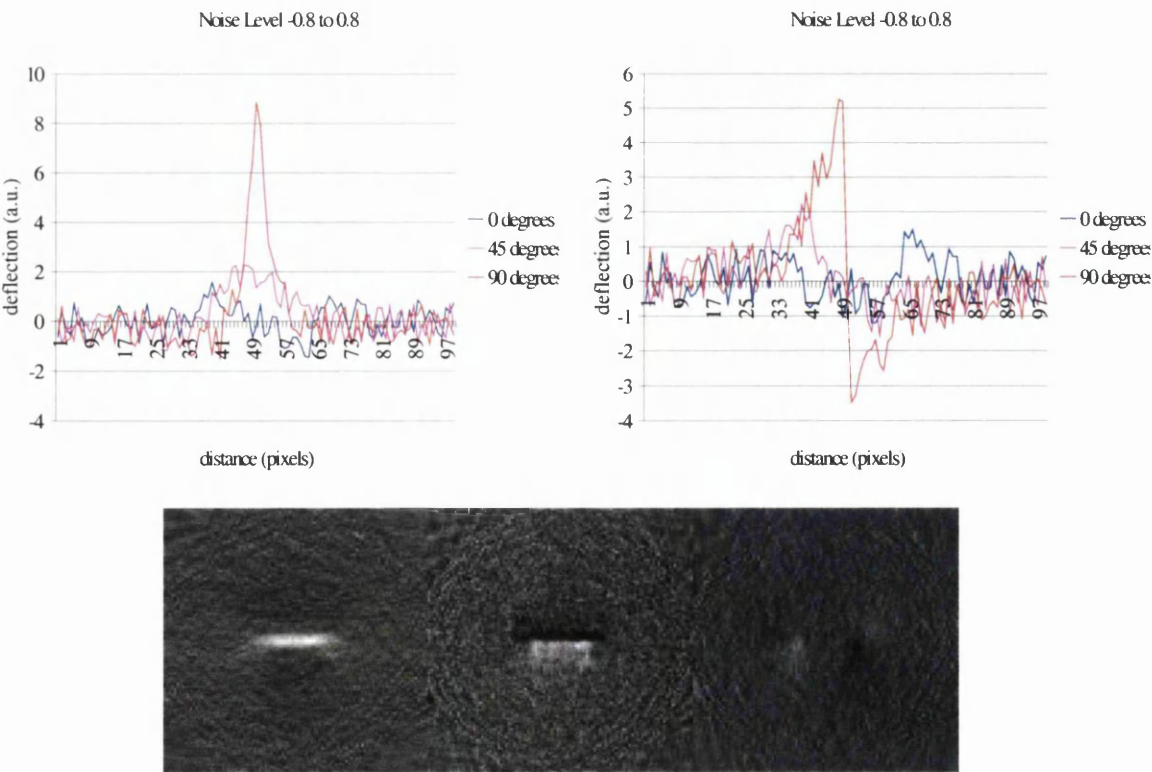 Noise Level -0.8 to 0.8
10
8
6
4
2
0
-2
-4
deflection (a.u.)
1 9 17 25 33 41 49 57 65 73 81 89 97
distance (pixels)
0 degrees
45 degree
90 degree
Noise Level -0.8 to 0.8
6
5
4
3
2
1
0
-1
-2
-3
-4
deflection (a.u.)
1 9 17 25 33 41 49 57 65 73 81 89 97
distance (pixels)
0 degrees
45 degree
90 degree